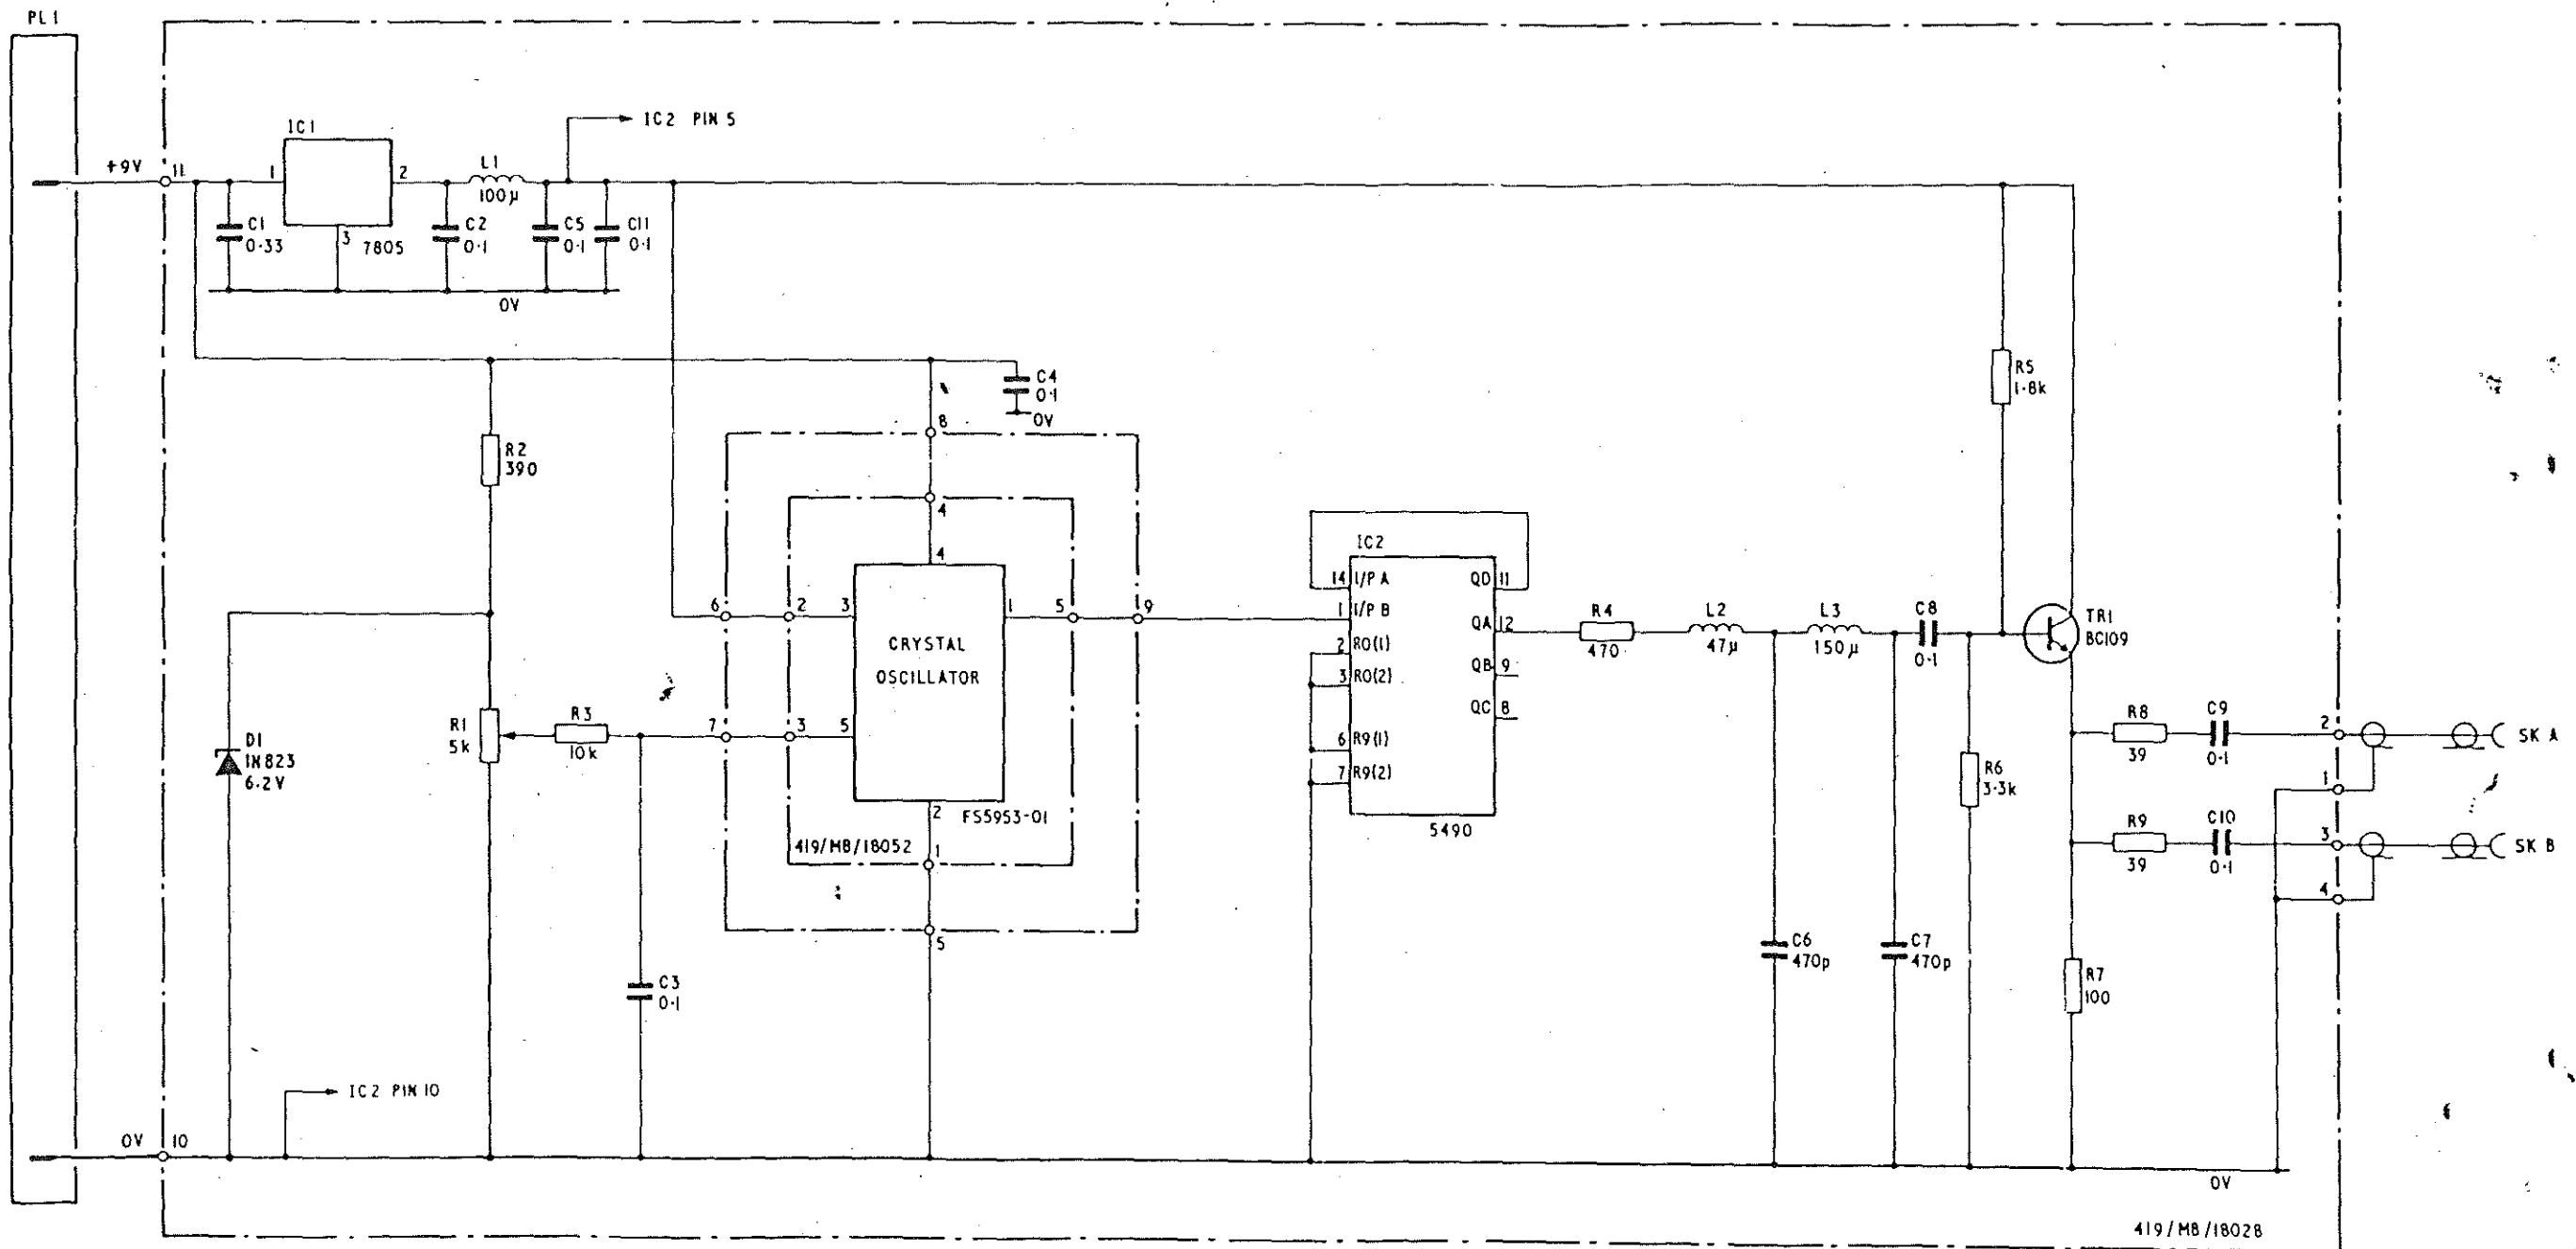 PL 1
+9V
11
IC1
1
2
3
7805
L1
100µ
IC2 PIN 5
C1
0·33
C2
0·1
C5
0·1
C11
0·1
0V
C4
0·1
0V
R2
390
8
4
4
6
2
3
1
5
9
CRYSTAL
OSCILLATOR
7
3
5
2
FS5953-01
419/MB/18052
1
5
D1
1N823
6.2V
R1
5k
R3
10k
C3
0·1
IC2 PIN 10
0V
10
IC2
14 I/P A
QD 11
1 I/P B
QA 12
2 R0(1)
QB 9
3 R0(2)
QC 8
6 R9(1)
7 R9(2)
5490
R4
470
L2
47µ
L3
150µ
C8
0·1
R5
1·8k
TR1
BC109
R6
3·3k
C6
470p
C7
470p
R7
100
R8
39
C9
0·1
2
SK A
1
R9
39
C10
0·1
3
SK B
4
0V
419/MB/18028